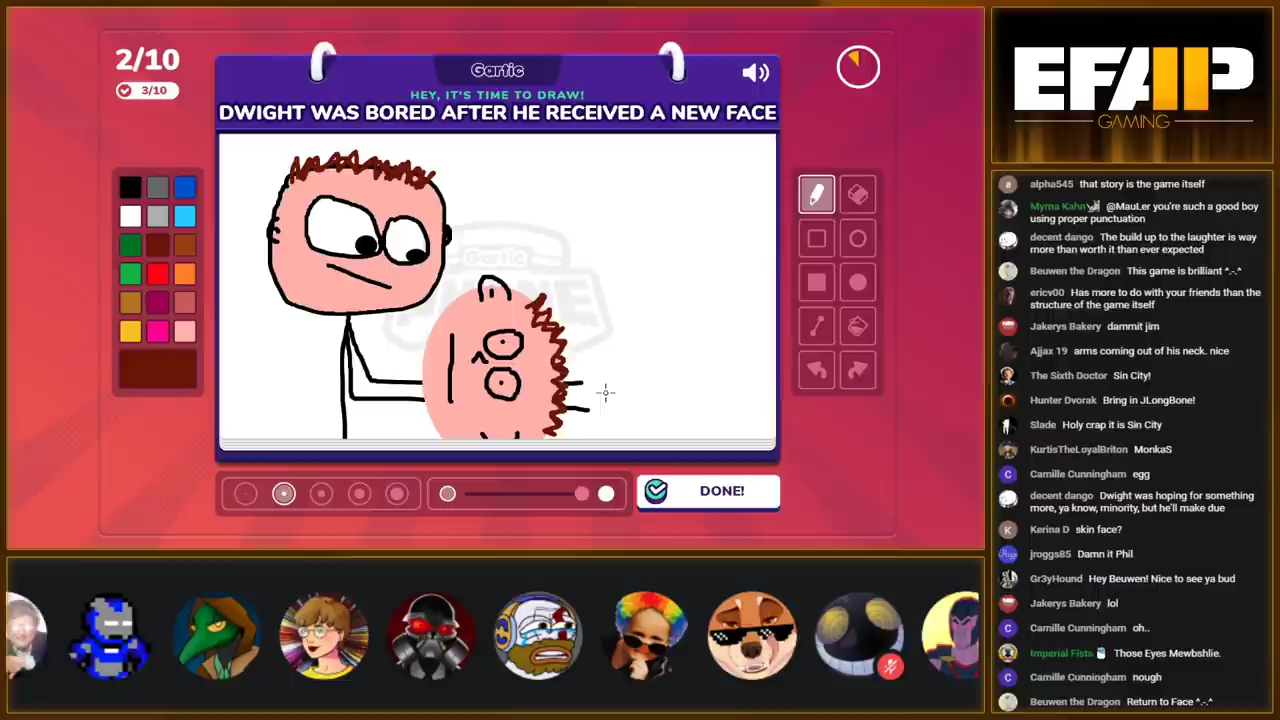 2/10
3/10
Gartic
HEY, IT'S TIME TO DRAW!
DWIGHT WAS BORED AFTER HE RECEIVED A NEW FACE
Gartic
PHONE
DONE!
EFAP
GAMING
alpha545 that story is the game itself
Myrna Kahn @MauLer you're such a good boy
using proper punctuation
decent dango The build up to the laughter is way
more than worth it than ever expected
Beuwen the Dragon This game is brilliant ^-.-^
ericv00 Has more to do with your friends than the
structure of the game itself
Jakerys Bakery dammit jim
Ajjax 19 arms coming out of his neck. nice
The Sixth Doctor Sin City!
Hunter Dvorak Bring in JLongBone!
Slade Holy crap it is Sin City
KurtisTheLoyalBriton MonkaS
Camille Cunningham egg
decent dango Dwight was hoping for something
more, ya know, minority, but he'll make due
Kerina D skin face?
jroggs85 Damn it Phil
Gr3yHound Hey Beuwen! Nice to see ya bud
Jakerys Bakery lol
Camille Cunningham oh..
Imperial Fists Those Eyes Mewbshlie.
Camille Cunningham nough
Beuwen the Dragon Return to Face ^-.-^